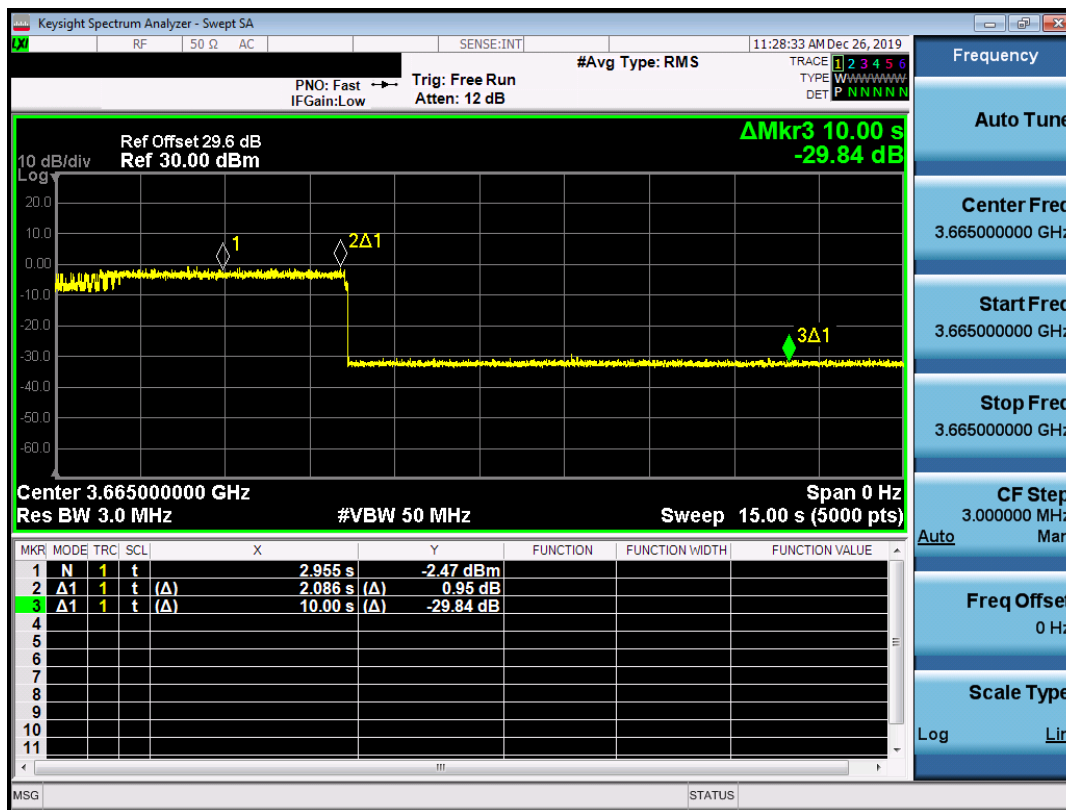 Keysight Spectrum Analyzer - Swept SA
LXI RF 50 Ω AC SENSE:INT 11:28:33 AM Dec 26, 2019
#Avg Type: RMS
TRACE 1 2 3 4 5 6
PNO: Fast Trig: Free Run TYPE WWWWWW
IFGain:Low Atten: 12 dB DET P N N N N N
ΔMkr3 10.00 s
-29.84 dB
Ref Offset 29.6 dB
10 dB/div Ref 30.00 dBm
Log
20.0
10.0
0.00
-10.0
-20.0
-30.0
-40.0
-50.0
-60.0
1
2Δ1
3Δ1
Center 3.665000000 GHz Span 0 Hz
Res BW 3.0 MHz #VBW 50 MHz Sweep 15.00 s (5000 pts)
MKR MODE TRC SCL X Y FUNCTION FUNCTION WIDTH FUNCTION VALUE
1 N 1 t 2.955 s -2.47 dBm
2 Δ1 1 t (Δ) 2.086 s (Δ) 0.95 dB
3 Δ1 1 t (Δ) 10.00 s (Δ) -29.84 dB
4
5
6
7
8
9
10
11
MSG STATUS
Frequency
Auto Tune
Center Freq
3.665000000 GHz
Start Freq
3.665000000 GHz
Stop Freq
3.665000000 GHz
CF Step
3.000000 MHz
Auto Man
Freq Offset
0 Hz
Scale Type
Log Lin